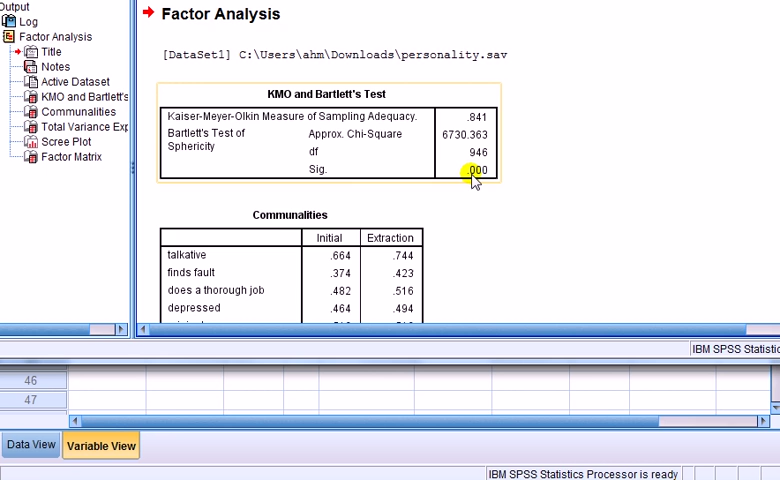 Output
Log
Factor Analysis
Title
Notes
Active Dataset
KMO and Bartlett's
Communalities
Total Variance Exp
Scree Plot
Factor Matrix
Factor Analysis
[DataSet1] C:\Users\ahm\Downloads\personality.sav
KMO and Bartlett's Test
Kaiser-Meyer-Olkin Measure of Sampling Adequacy. .841
Bartlett's Test of Sphericity Approx. Chi-Square 6730.363
df 946
Sig. .000
Communalities
Initial Extraction
talkative .664 .744
finds fault .374 .423
does a thorough job .482 .516
depressed .464 .494
IBM SPSS Statistic
46
47
Data View Variable View
IBM SPSS Statistics Processor is ready